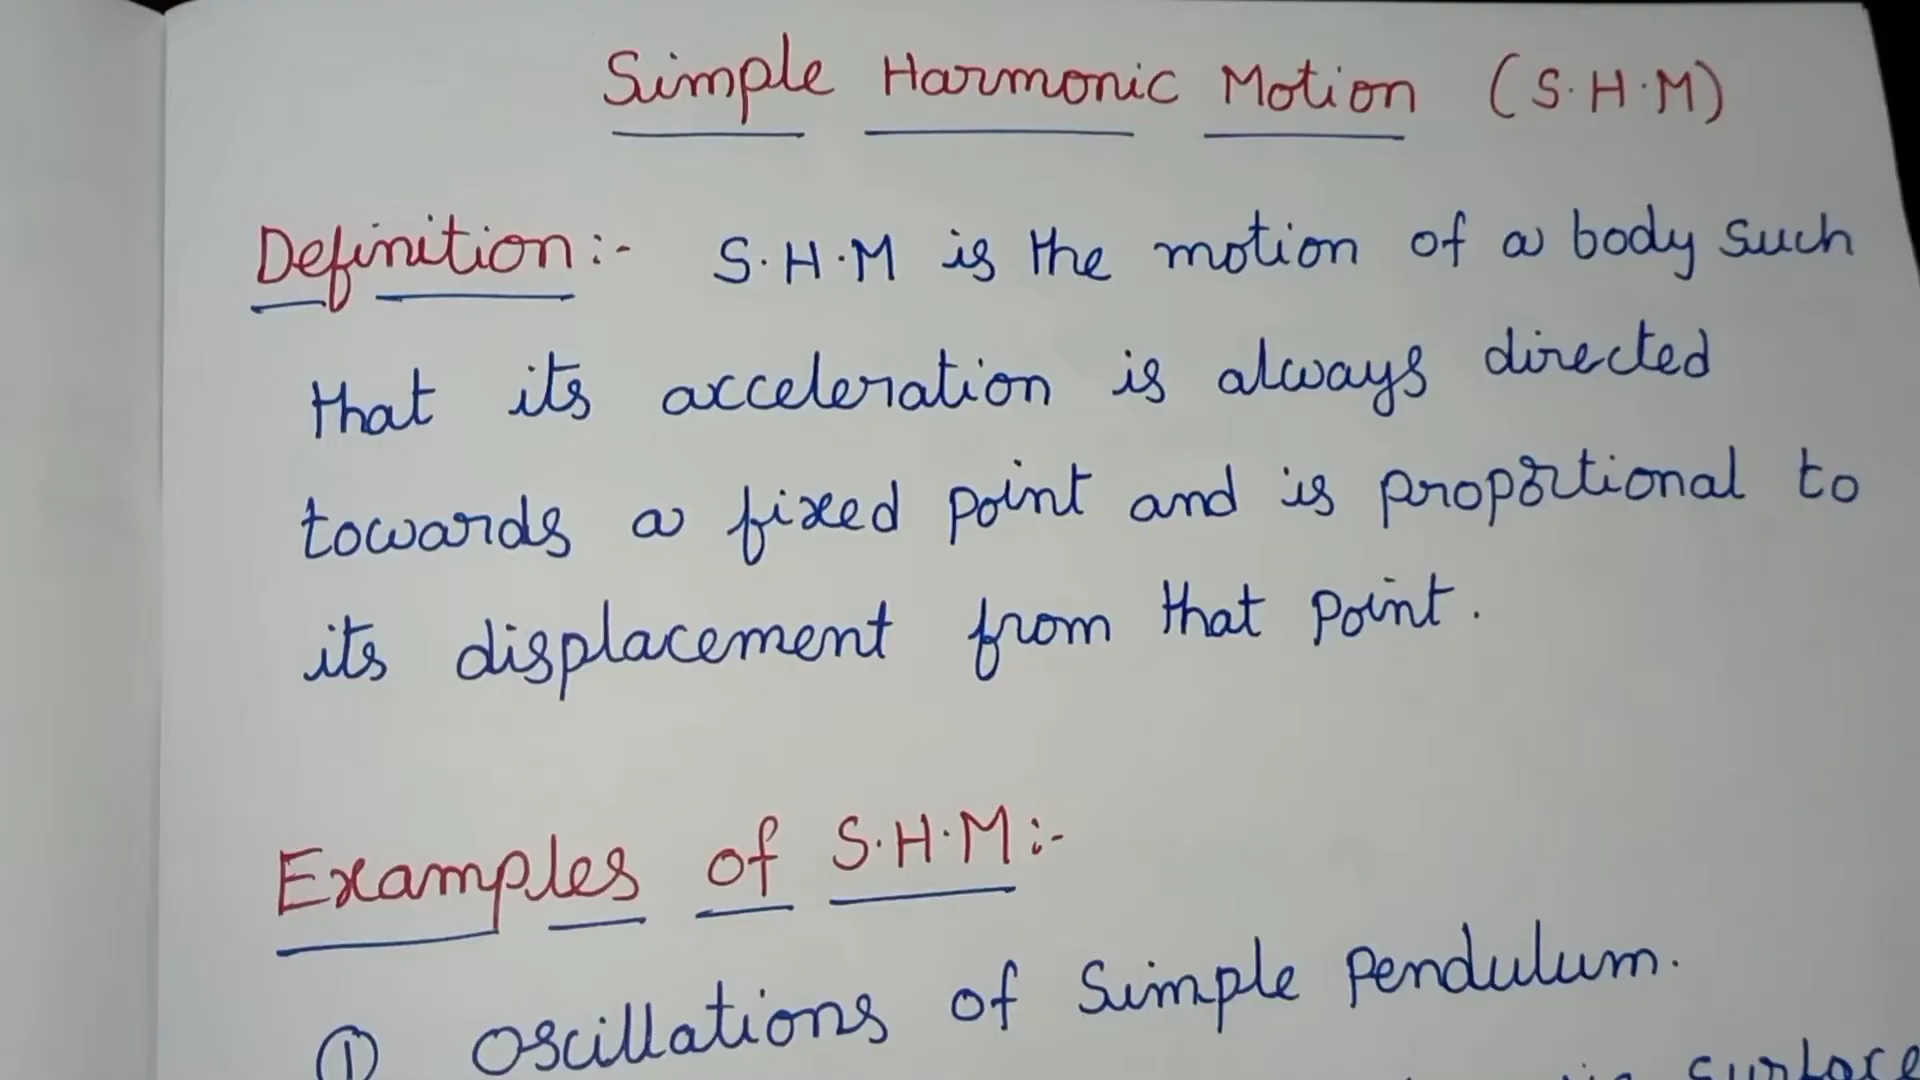 Simple Harmonic Motion (S.H.M)
Definition:- S.H.M is the motion of a body such
that its acceleration is always directed
towards a fixed point and is proportional to
its displacement from that point.
Examples of S.H.M:-
① Oscillations of Simple pendulum.
surface